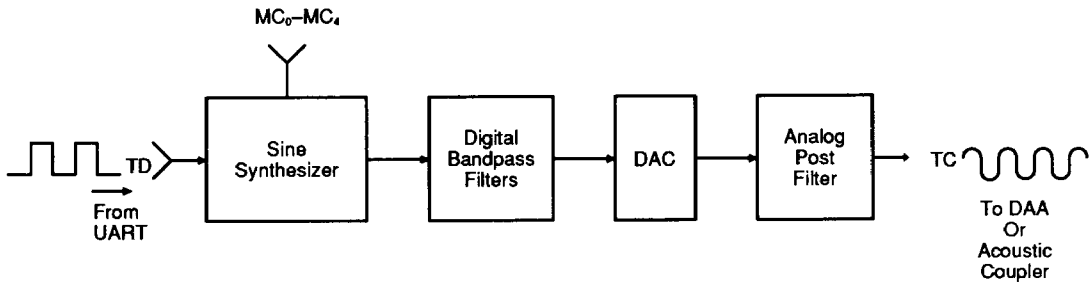 MC₀–MC₄
TD
From
UART
Sine
Synthesizer
Digital
Bandpass
Filters
DAC
Analog
Post
Filter
TC
To DAA
Or
Acoustic
Coupler